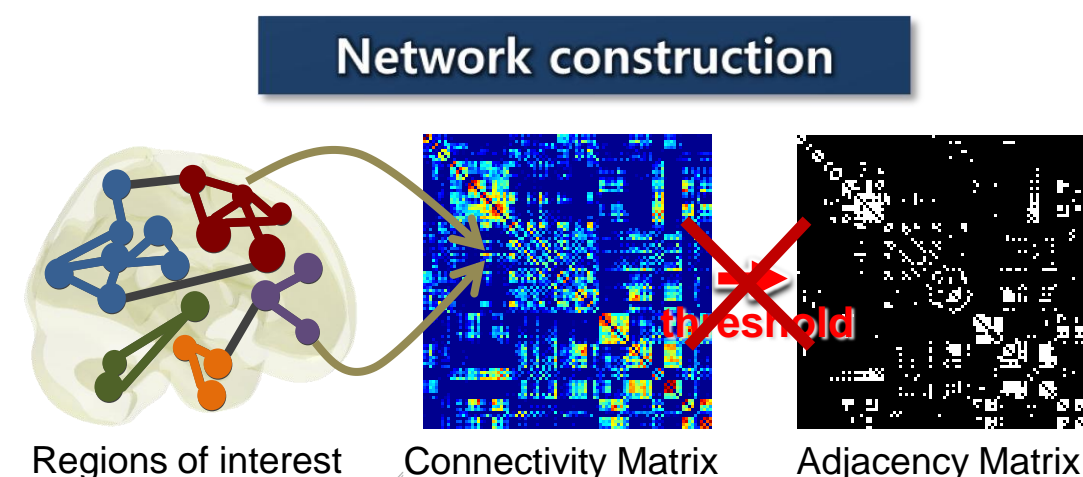 Network construction
threshold
Regions of interest
Connectivity Matrix
Adjacency Matrix